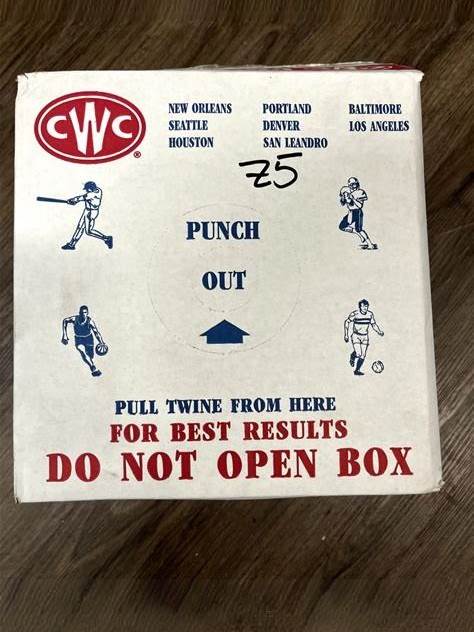 CWC
®
NEW ORLEANS PORTLAND BALTIMORE
SEATTLE DENVER LOS ANGELES
HOUSTON SAN LEANDRO
75
PUNCH
OUT
PULL TWINE FROM HERE
FOR BEST RESULTS
DO NOT OPEN BOX